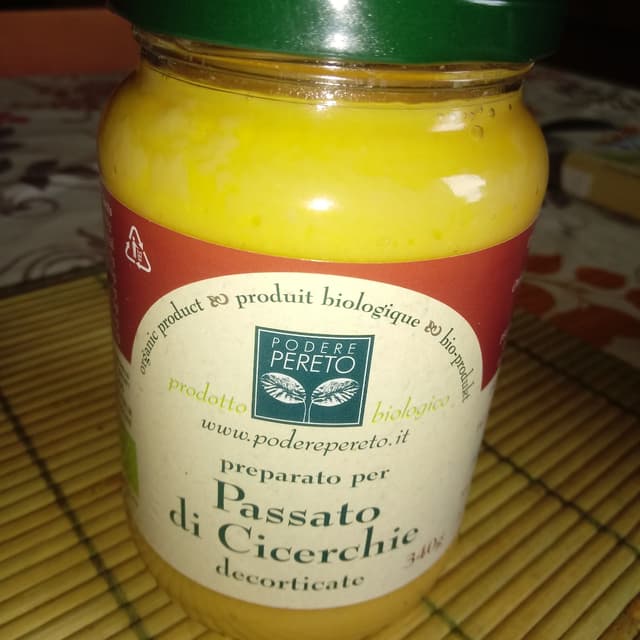 organic product produit biologique bio-produkt
PODERE
PERETO
prodotto biologico
www.poderepereto.it
preparato per
Passato
di Cicerchie
340g
decorticate